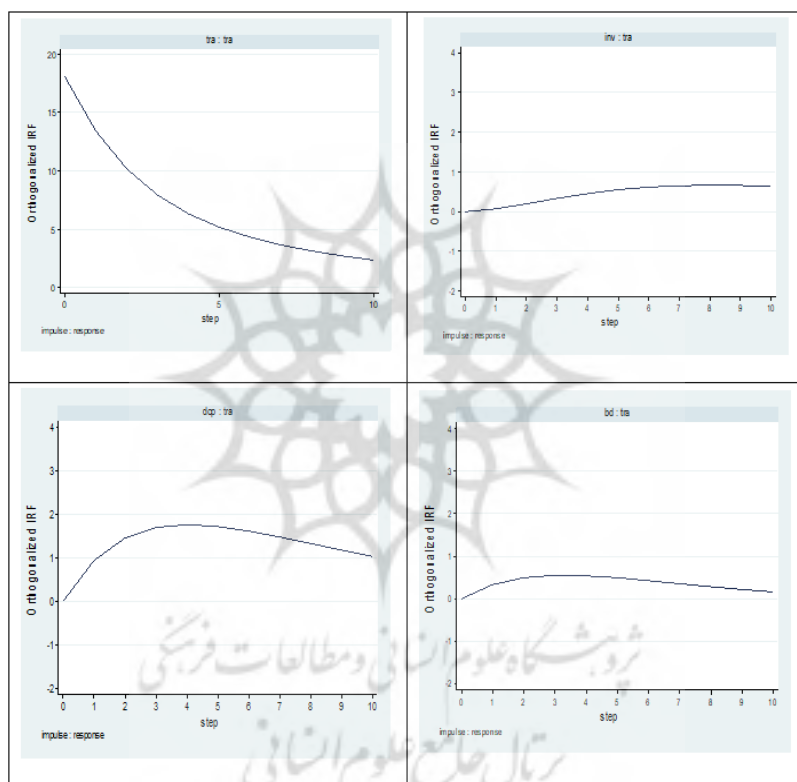 tra : tra
20
15
10
5
0
Orthogonalized IRF
0 5 10
step
impulse : response
inv : tra
4
3
2
1
0
-1
-2
Orthogonalized IRF
0 1 2 3 4 5 6 7 8 9 10
step
impulse : response
dcp : tra
4
3
2
1
0
-1
-2
Orthogonalized IRF
0 1 2 3 4 5 6 7 8 9 10
step
impulse : response
bd : tra
4
3
2
1
0
-1
-2
Orthogonalized IRF
0 1 2 3 4 5 6 7 8 9 10
step
impulse : response
پژوهشگاه علوم انسانی و مطالعات فرهنگی
پرتال جامع علوم انسانی